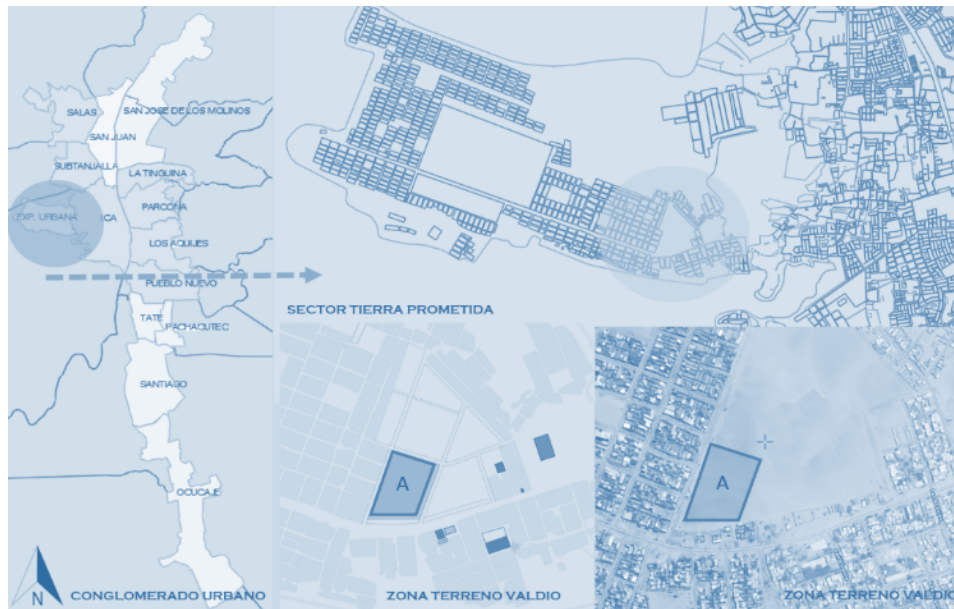 SALAS
SAN JOSE DE LOS MOLINOS
SAN JUAN
SUBTANJALLA
LA TINGUINA
EXP. URBANA
ICA
PARCONA
LOS AQUIJES
PUEBLO NUEVO
TATE
PACHACUTEC
SANTIAGO
OCUCAJE
N
CONGLOMERADO URBANO
SECTOR TIERRA PROMETIDA
A
ZONA TERRENO VALDIO
A
ZONA TERRENO VALDIO